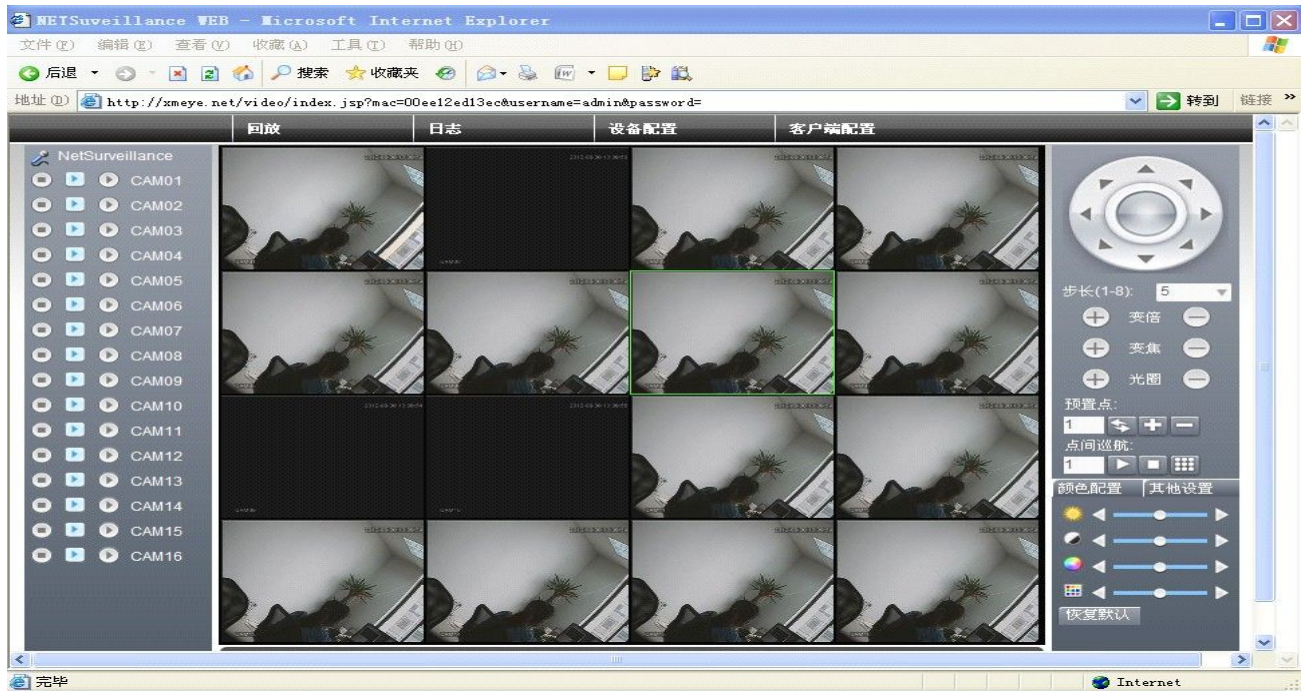 NETSuveillance WEB - Microsoft Internet Explorer
文件(F) 编辑(E) 查看(V) 收藏(A) 工具(T) 帮助(H)
后退 搜索 收藏夹
地址(D) http://xmeye.net/video/index.jsp?mac=00ee12ed13ec&username=admin&password= 转到 链接 »
回放 日志 设备配置 客户端配置
NetSurveillance
CAM01
CAM02
CAM03
CAM04
CAM05
CAM06
CAM07
CAM08
CAM09
CAM10
CAM11
CAM12
CAM13
CAM14
CAM15
CAM16
步长(1-8): 5
变倍
变焦
光圈
预置点:
1
点间巡航:
1
颜色配置 其他设置
恢复默认
完毕 Internet